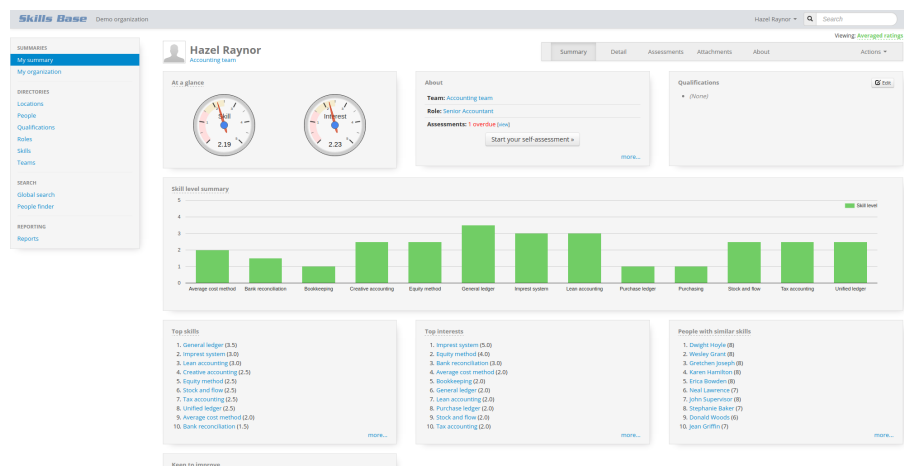 Skills Base Demo organization
Hazel Raynor
Search
Viewing: Averaged ratings
SUMMARIES
My summary
My organization
DIRECTORIES
Locations
People
Qualifications
Roles
Skills
Teams
SEARCH
Global search
People finder
REPORTING
Reports
Hazel Raynor
Accounting team
Summary Detail Assessments Attachments About Actions
At a glance
Skill
2.19
Interest
2.23
About
Team: Accounting team
Role: Senior Accountant
Assessments: 1 overdue (view)
Start your self-assessment »
more...
Qualifications
Edit
• (None)
Skill level summary
5
4
3
2
1
0
Skill level
Average cost method Bank reconciliation Bookkeeping Creative accounting Equity method General ledger Imprest system Lean accounting Purchase ledger Purchasing Stock and flow Tax accounting Unified ledger
Top skills
1. General ledger (3.5)
2. Imprest system (3.0)
3. Lean accounting (3.0)
4. Creative accounting (2.5)
5. Equity method (2.5)
6. Stock and flow (2.5)
7. Tax accounting (2.5)
8. Unified ledger (2.5)
9. Average cost method (2.0)
10. Bank reconciliation (1.5)
more...
Top interests
1. Imprest system (5.0)
2. Equity method (4.0)
3. Bank reconciliation (3.0)
4. Average cost method (2.0)
5. Bookkeeping (2.0)
6. General ledger (2.0)
7. Lean accounting (2.0)
8. Purchase ledger (2.0)
9. Stock and flow (2.0)
10. Tax accounting (2.0)
more...
People with similar skills
1. Dwight Hoyle (8)
2. Wesley Grant (8)
3. Gretchen Joseph (8)
4. Karen Hamilton (8)
5. Erica Bowden (8)
6. Neal Lawrence (7)
7. John Supervisor (8)
8. Stephanie Baker (7)
9. Donald Woods (6)
10. Jean Griffin (7)
more...
Keen to improve